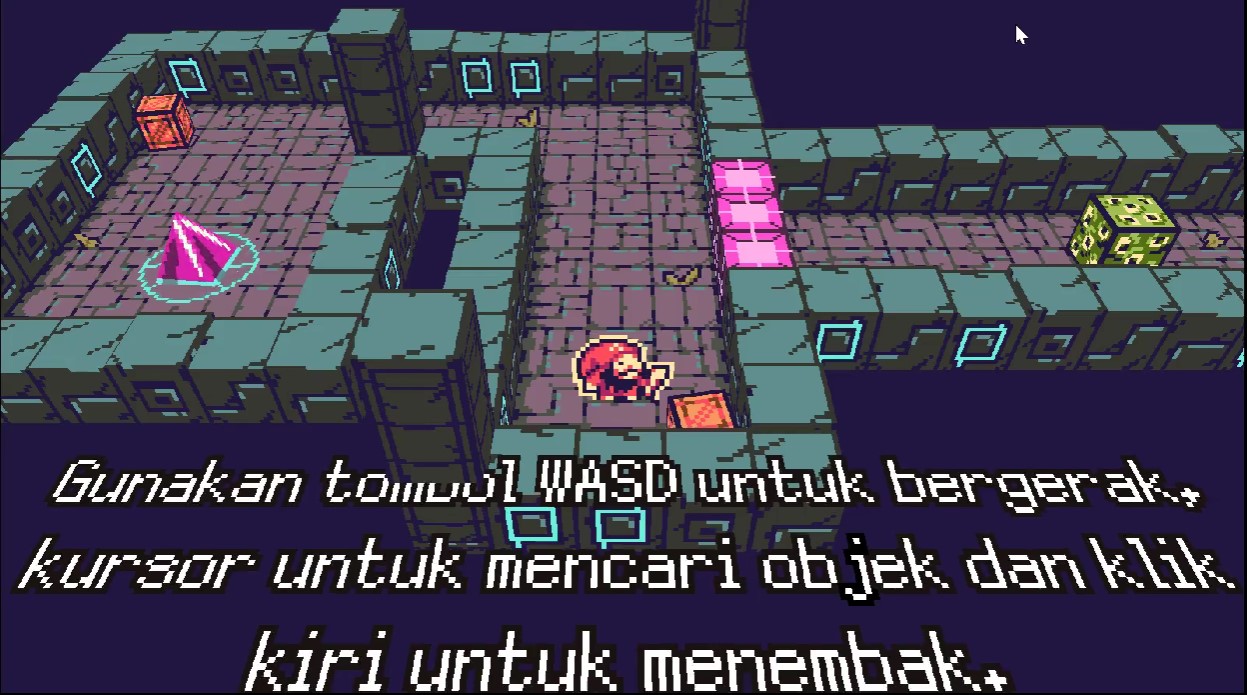 Gunakan tombol WASD untuk bergerak,
kursor untuk mencari objek dan klik
kiri untuk menembak.